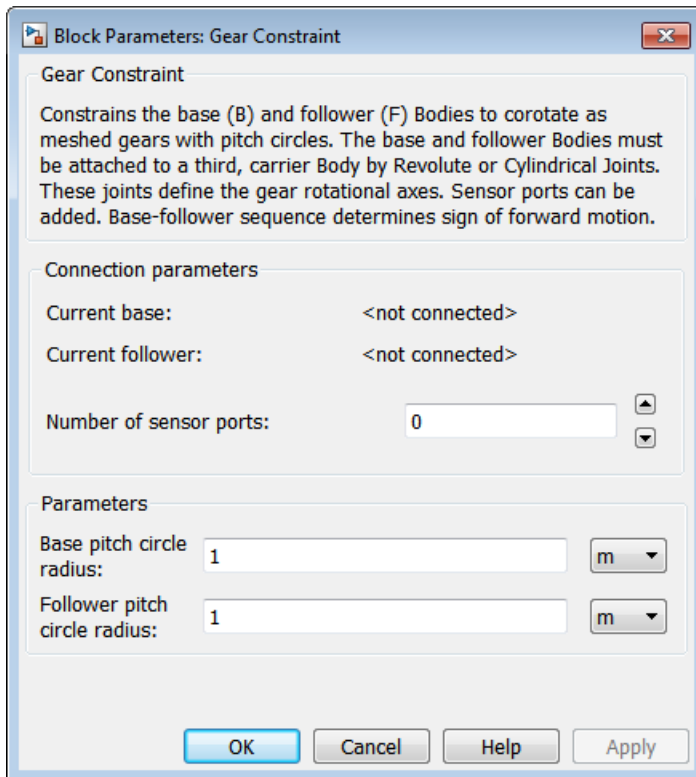 Block Parameters: Gear Constraint
Gear Constraint
Constrains the base (B) and follower (F) Bodies to corotate as
meshed gears with pitch circles. The base and follower Bodies must
be attached to a third, carrier Body by Revolute or Cylindrical Joints.
These joints define the gear rotational axes. Sensor ports can be
added. Base-follower sequence determines sign of forward motion.
Connection parameters
Current base: <not connected>
Current follower: <not connected>
Number of sensor ports: 0
Parameters
Base pitch circle
radius: 1 m
Follower pitch
circle radius: 1 m
OK Cancel Help Apply